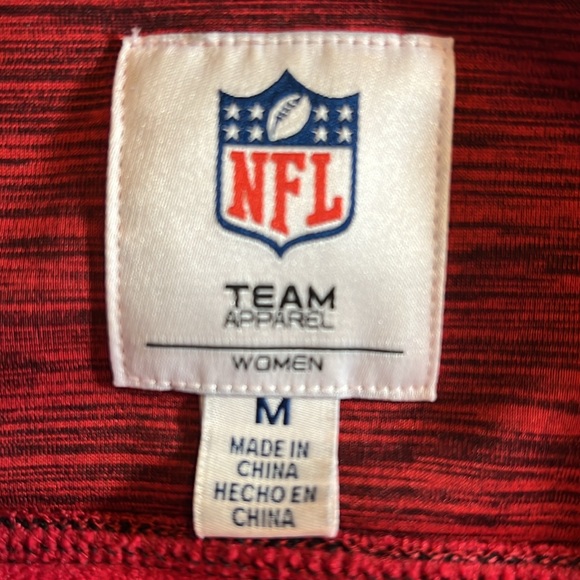 NFL
TEAM
APPAREL
WOMEN
M
MADE IN
CHINA
HECHO EN
CHINA